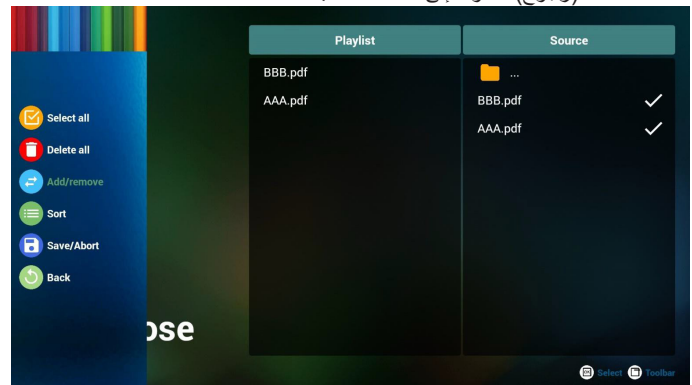 Playlist
Source
BBB.pdf
AAA.pdf
...
BBB.pdf
AAA.pdf
Select all
Delete all
Add/remove
Sort
Save/Abort
Back
ose
OK Select Toolbar